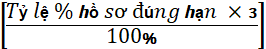 [Tỷ lệ % hồ sơ đúng hạn × 3
100%]